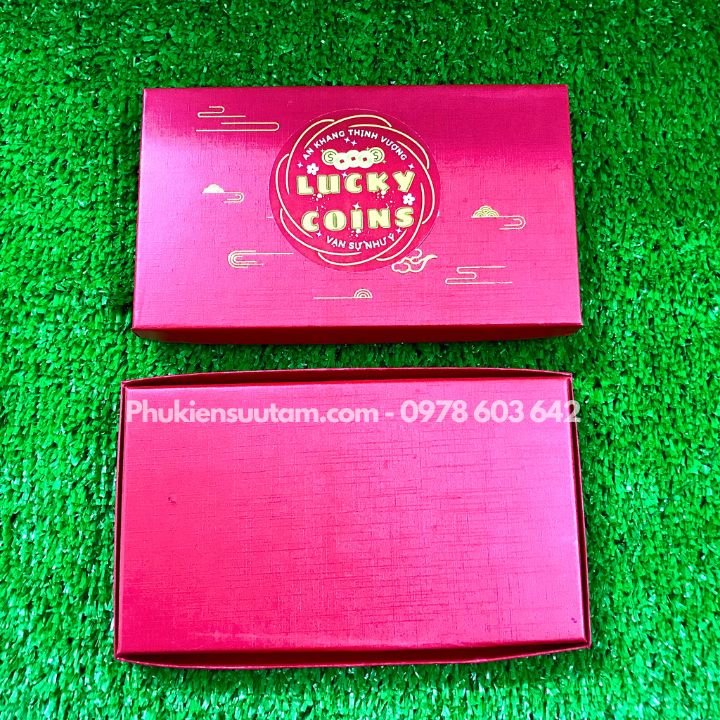 AN KHANG THỊNH VƯỢNG
LUCKY
COINS
VẠN SỰ NHƯ Ý
Phukiensuutam.com - 0978 603 642